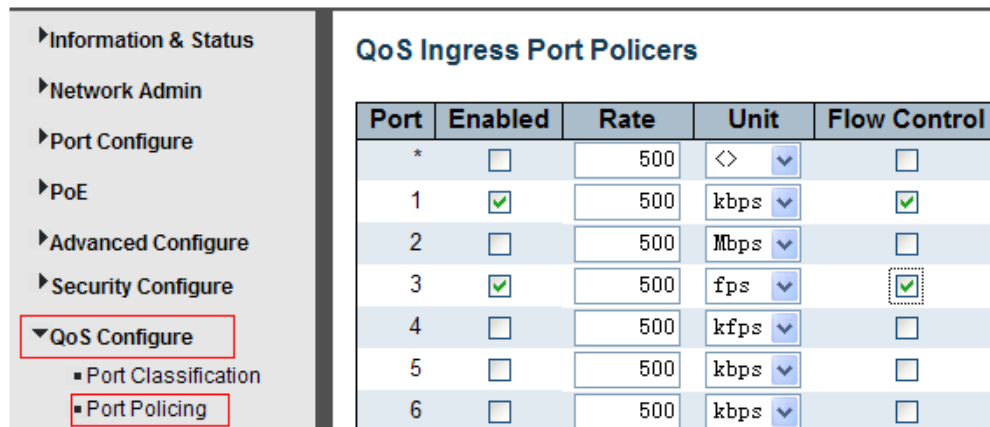 Information & Status
Network Admin
Port Configure
PoE
Advanced Configure
Security Configure
QoS Configure
Port Classification
Port Policing
QoS Ingress Port Policers
Port Enabled Rate Unit Flow Control
* 500 <>
1 500 kbps
2 500 Mbps
3 500 fps
4 500 kfps
5 500 kbps
6 500 kbps